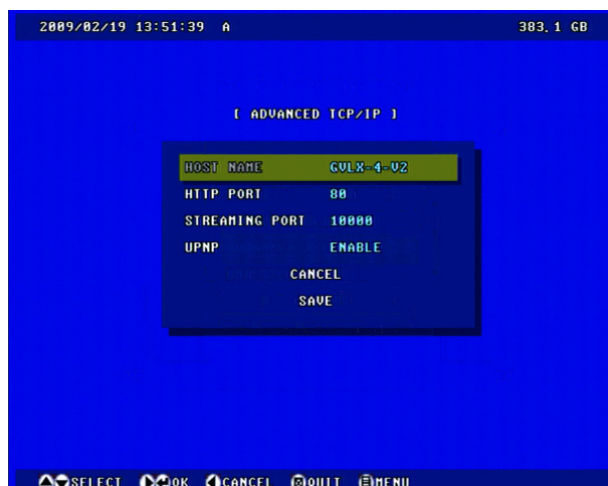 2009/02/19 13:51:39 A 383.1 GB
[ ADVANCED TCP/IP ]
HOST NAME GVLX-4-V2
HTTP PORT 80
STREAMING PORT 10000
UPNP ENABLE
CANCEL
SAVE
SELECT OK CANCEL QUIT MENU